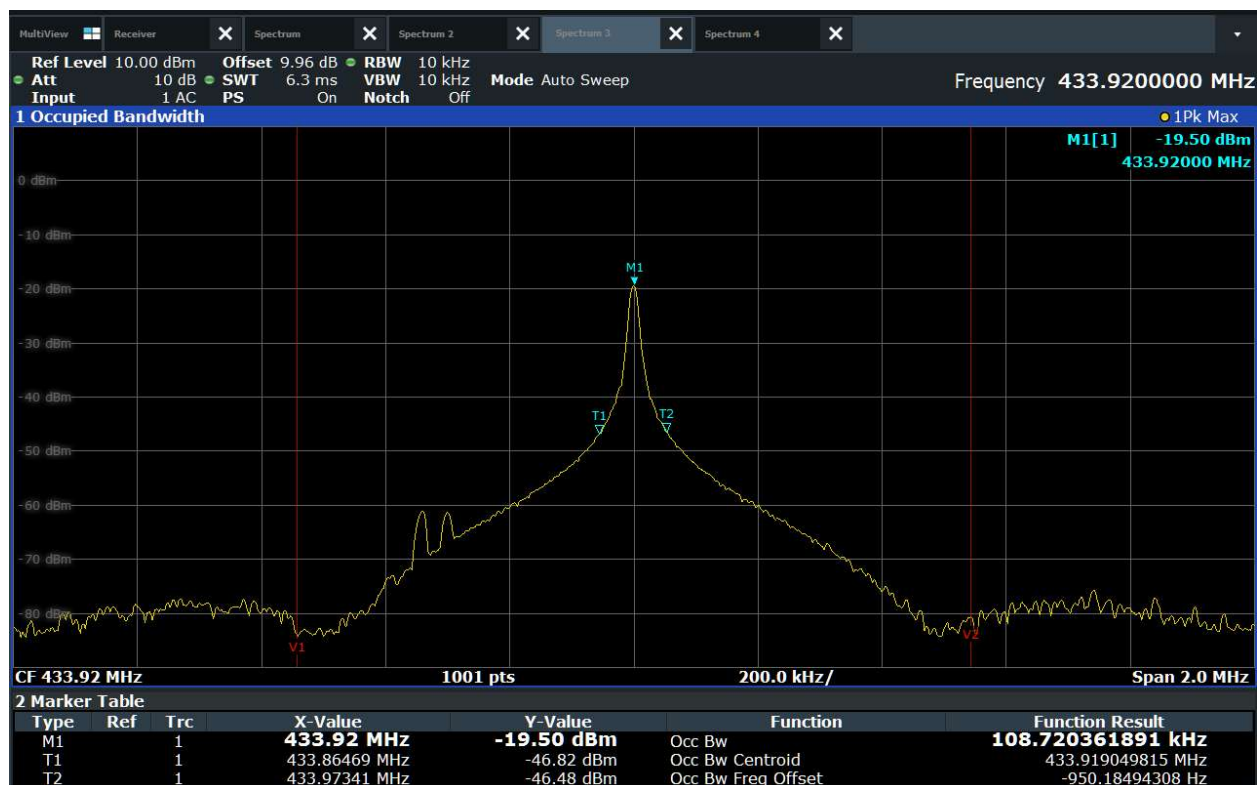 MultiView Receiver Spectrum Spectrum 2 Spectrum 3 Spectrum 4
Ref Level 10.00 dBm Offset 9.96 dB RBW 10 kHz
Att 10 dB SWT 6.3 ms VBW 10 kHz Mode Auto Sweep Frequency 433.9200000 MHz
Input 1 AC PS On Notch Off
1 Occupied Bandwidth 1Pk Max
M1[1] -19.50 dBm
433.92000 MHz
0 dBm
-10 dBm
M1
-20 dBm
-30 dBm
-40 dBm
T1 T2
-50 dBm
-60 dBm
-70 dBm
-80 dBm
V1 V2
CF 433.92 MHz 1001 pts 200.0 kHz/ Span 2.0 MHz
2 Marker Table
Type Ref Trc X-Value Y-Value Function Function Result
M1 1 433.92 MHz -19.50 dBm Occ Bw 108.720361891 kHz
T1 1 433.86469 MHz -46.82 dBm Occ Bw Centroid 433.919049815 MHz
T2 1 433.97341 MHz -46.48 dBm Occ Bw Freq Offset -950.18494308 Hz